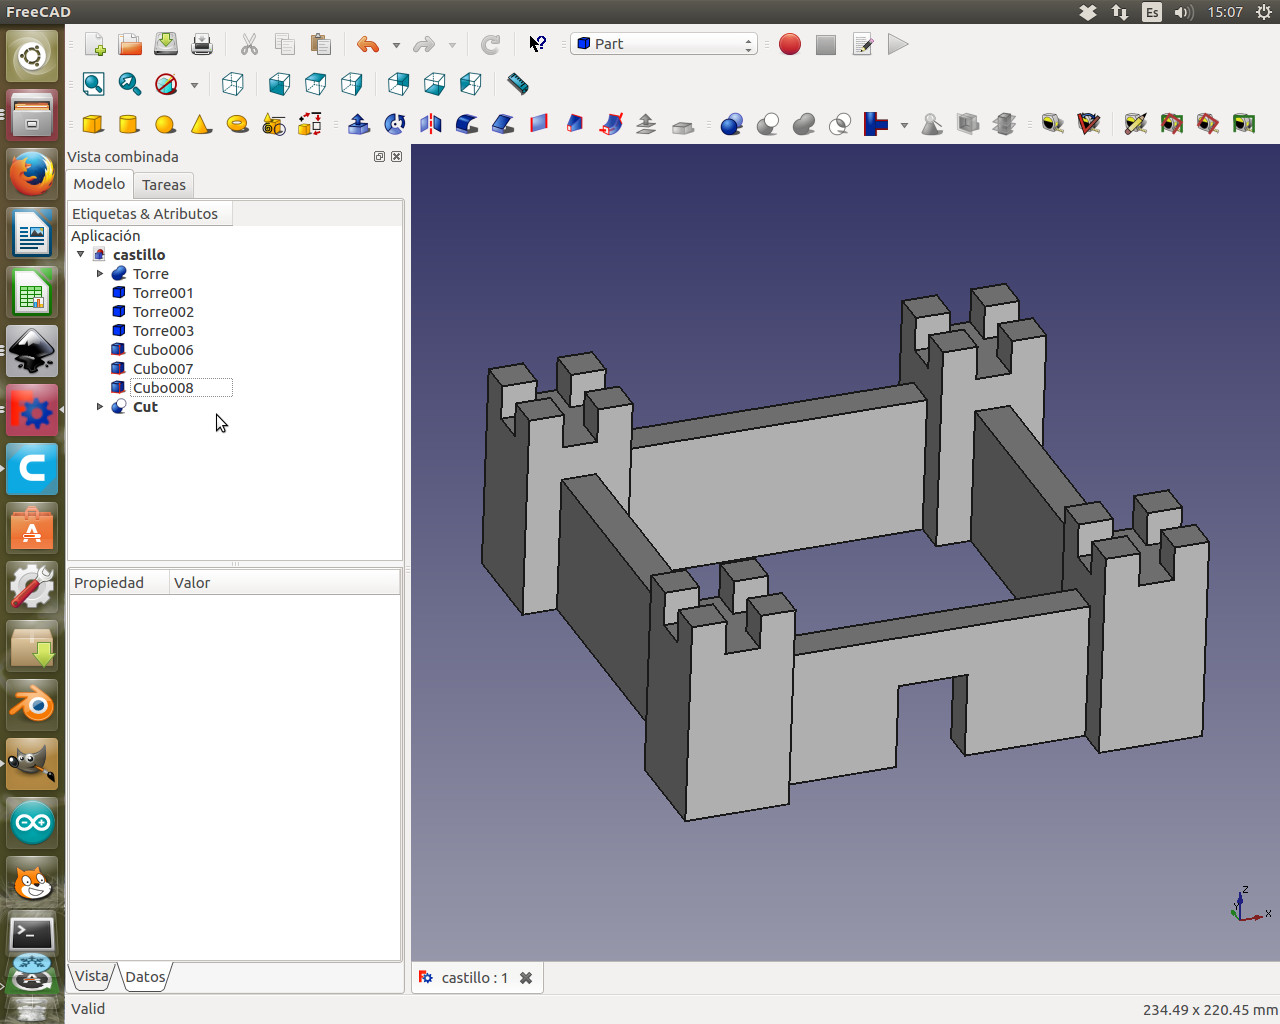 FreeCAD
Es
15:07
Part
Vista combinada
Modelo
Tareas
Etiquetas & Atributos
Aplicación
castillo
Torre
Torre001
Torre002
Torre003
Cubo006
Cubo007
Cubo008
Cut
Propiedad
Valor
Z
Y
X
Vista
Datos
castillo : 1
Valid
234.49 x 220.45 mm